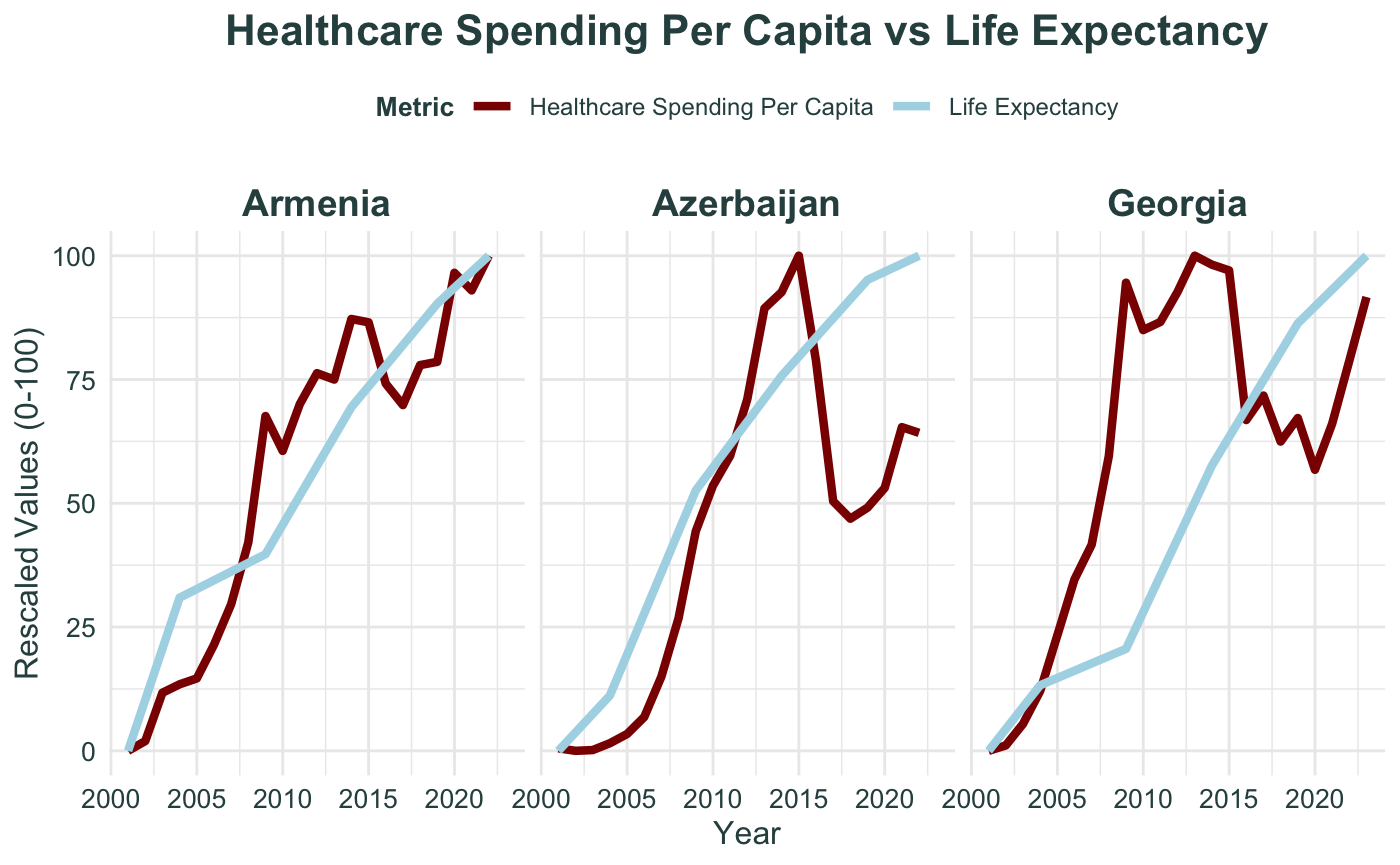 Healthcare Spending Per Capita vs Life Expectancy
Metric Healthcare Spending Per Capita Life Expectancy
Armenia Azerbaijan Georgia
Rescaled Values (0-100)
100
75
50
25
0
2000 2005 2010 2015 2020 2000 2005 2010 2015 2020 2000 2005 2010 2015 2020
Year